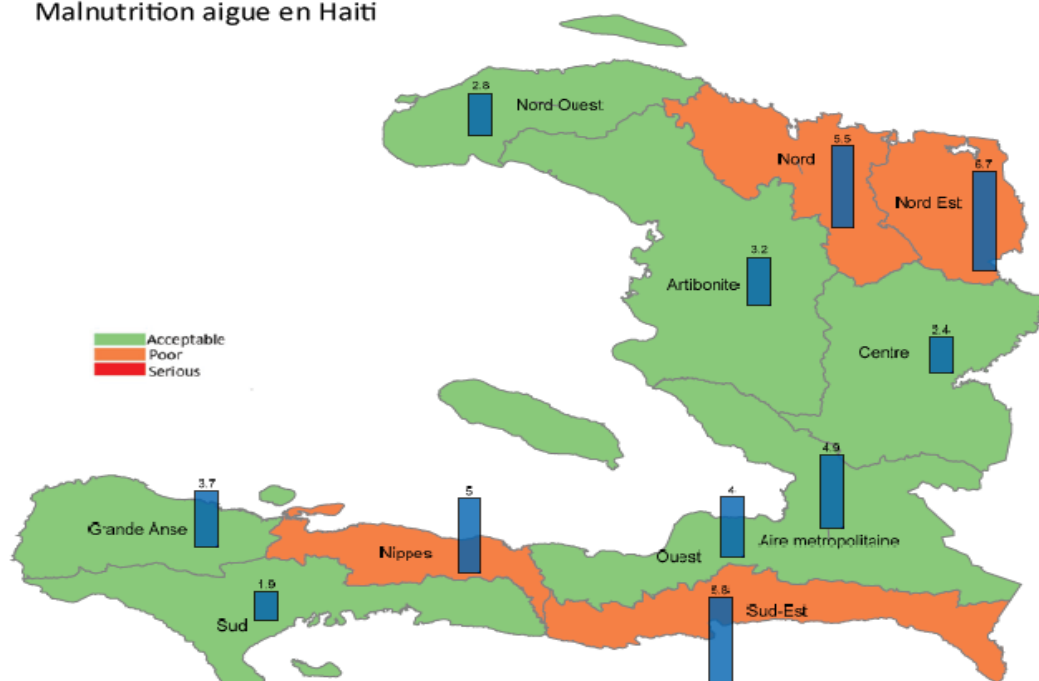 Malnutrition aigue en Haiti
2.8
Nord-Ouest
5.5
Nord
6.7
Nord Est
3.2
Artibonite
2.4
Centre
Acceptable
Poor
Serious
4.9
Aire metropolitaine
3.7
Grande Anse
5
Nippes
4
Ouest
1.9
Sud
5.8
Sud-Est